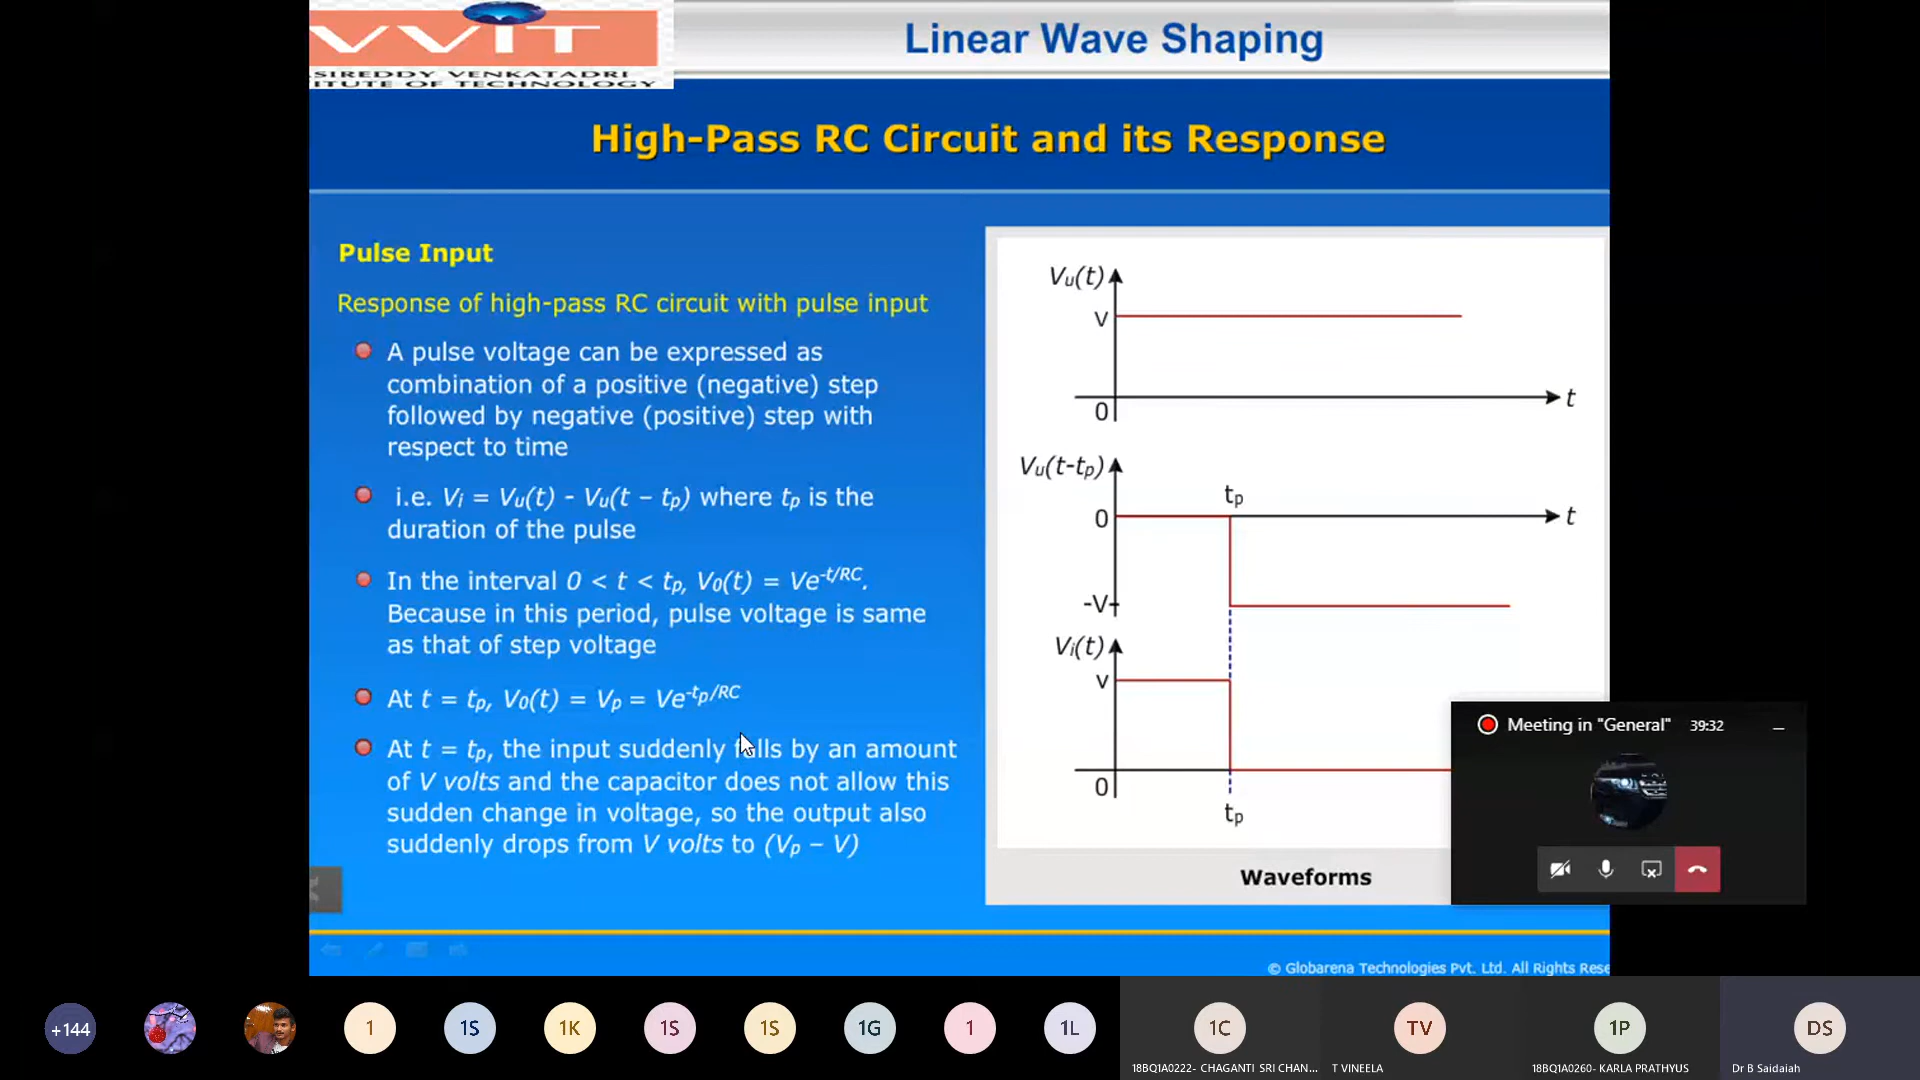 VVIT
SIREDDY VENKATADRI
ITUTE OF TECHNOLOGY
Linear Wave Shaping
High-Pass RC Circuit and its Response
Pulse Input
Response of high-pass RC circuit with pulse input
A pulse voltage can be expressed as
combination of a positive (negative) step
followed by negative (positive) step with
respect to time
i.e. Vi = Vu(t) - Vu(t – tp) where tp is the
duration of the pulse
In the interval 0 < t < tp, V0(t) = Ve-t/RC.
Because in this period, pulse voltage is same
as that of step voltage
At t = tp, V0(t) = Vp = Ve-tp/RC
At t = tp, the input suddenly falls by an amount
of V volts and the capacitor does not allow this
sudden change in voltage, so the output also
suddenly drops from V volts to (Vp – V)
Vu(t)
V
0
t
Vu(t-tp)
tp
0
t
-V
Vi(t)
V
0
tp
Waveforms
Meeting in "General" 39:32
© Globarena Technologies Pvt. Ltd. All Rights Rese
+144
1
1S
1K
1S
1S
1G
1
1L
1C
TV
1P
DS
18BQ1A0222- CHAGANTI SRI CHAN...
T VINEELA
18BQ1A0260- KARLA PRATHYUS
Dr B Saidaiah